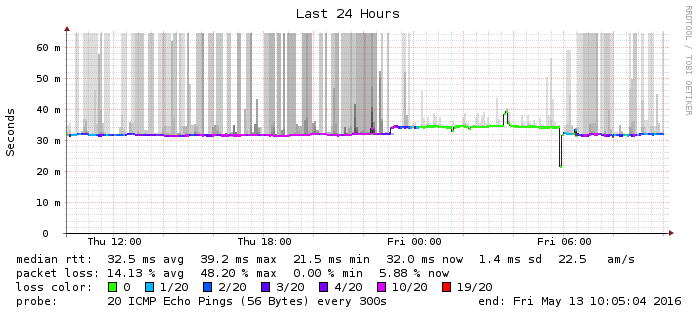 Last 24 Hours
RRDTOOL / TOBI OETIKER
Seconds
60 m
50 m
40 m
30 m
20 m
10 m
0
Thu 12:00 Thu 18:00 Fri 00:00 Fri 06:00
median rtt: 32.5 ms avg 39.2 ms max 21.5 ms min 32.0 ms now 1.4 ms sd 22.5 am/s
packet loss: 14.13 % avg 48.20 % max 0.00 % min 5.88 % now
loss color: 0 1/20 2/20 3/20 4/20 10/20 19/20
probe: 20 ICMP Echo Pings (56 Bytes) every 300s end: Fri May 13 10:05:04 2016